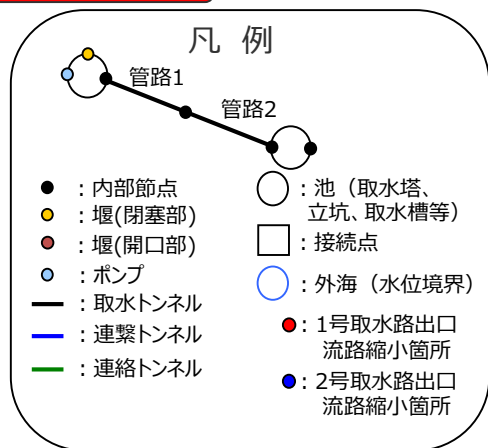 凡 例
管路1
管路2
：内部節点
：堰(閉塞部)
：堰(開口部)
：ポンプ
：取水トンネル
：連繋トンネル
：連絡トンネル
：池（取水塔、
立坑、取水槽等）
：接続点
：外海（水位境界）
：1号取水路出口
流路縮小箇所
：2号取水路出口
流路縮小箇所